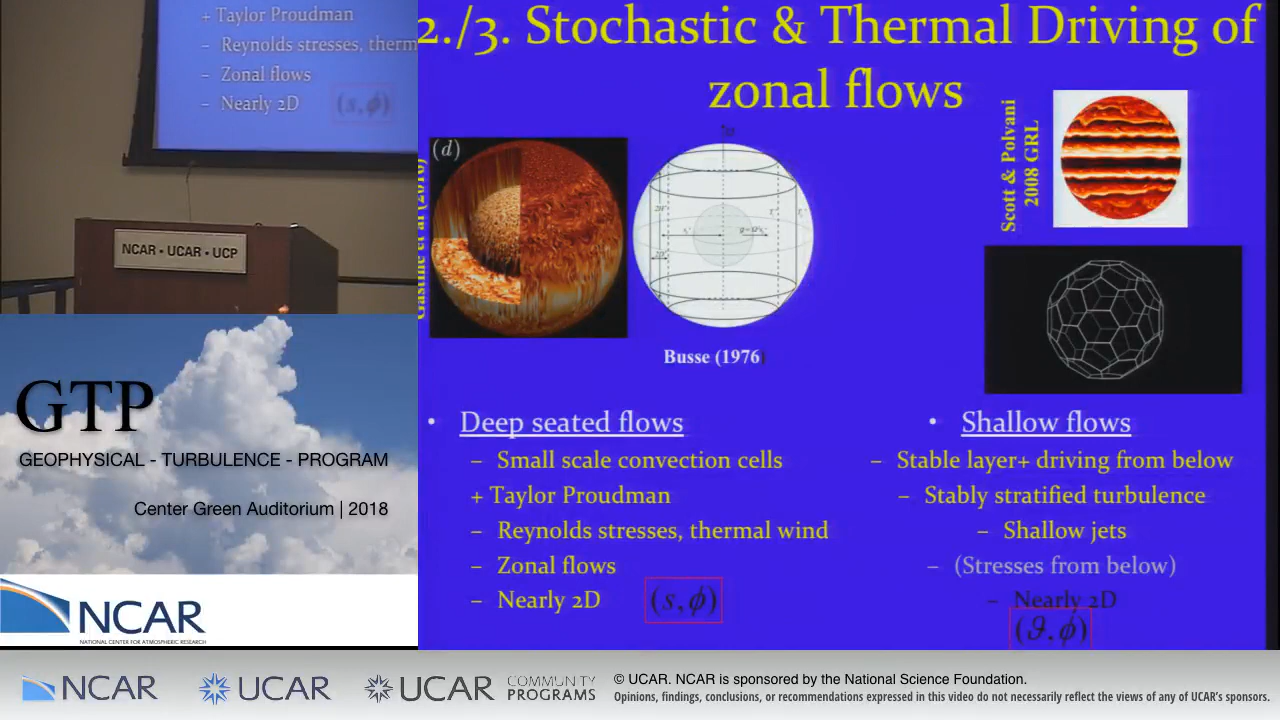 + Taylor Proudman
– Reynolds stresses, therm
– Zonal flows
– Nearly 2D (s,ϕ)
NCAR • UCAR • UCP
GTP
GEOPHYSICAL - TURBULENCE - PROGRAM
Center Green Auditorium | 2018
NCAR
NATIONAL CENTER FOR ATMOSPHERIC RESEARCH
2./3. Stochastic & Thermal Driving of
zonal flows
(d)
Scott & Polvani
2008 GRL
Busse (1976)
• Deep seated flows
– Small scale convection cells
+ Taylor Proudman
– Reynolds stresses, thermal wind
– Zonal flows
– Nearly 2D (s,ϕ)
• Shallow flows
– Stable layer+ driving from below
– Stably stratified turbulence
– Shallow jets
– (Stresses from below)
– Nearly 2D
(ϑ,ϕ)
NCAR
UCAR
UCAR COMMUNITY
PROGRAMS
© UCAR. NCAR is sponsored by the National Science Foundation.
Opinions, findings, conclusions, or recommendations expressed in this video do not necessarily reflect the views of any of UCAR's sponsors.